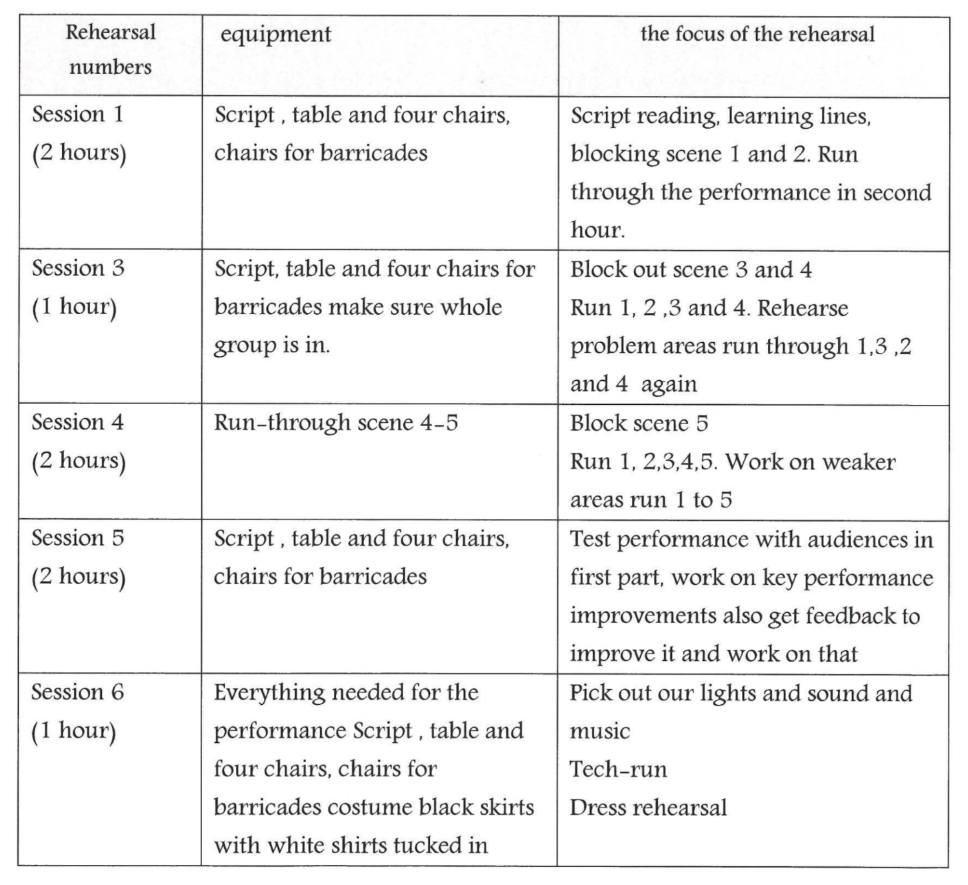 Rehearsal numbers | equipment | the focus of the rehearsal
Session 1
(2 hours)
Script , table and four chairs,
chairs for barricades
Script reading, learning lines,
blocking scene 1 and 2. Run
through the performance in second
hour.
Session 3
(1 hour)
Script, table and four chairs for
barricades make sure whole
group is in.
Block out scene 3 and 4
Run 1, 2 ,3 and 4. Rehearse
problem areas run through 1,3 ,2
and 4 again
Session 4
(2 hours)
Run-through scene 4-5
Block scene 5
Run 1, 2,3,4,5. Work on weaker
areas run 1 to 5
Session 5
(2 hours)
Script , table and four chairs,
chairs for barricades
Test performance with audiences in
first part, work on key performance
improvements also get feedback to
improve it and work on that
Session 6
(1 hour)
Everything needed for the
performance Script , table and
four chairs, chairs for
barricades costume black skirts
with white shirts tucked in
Pick out our lights and sound and
music
Tech-run
Dress rehearsal